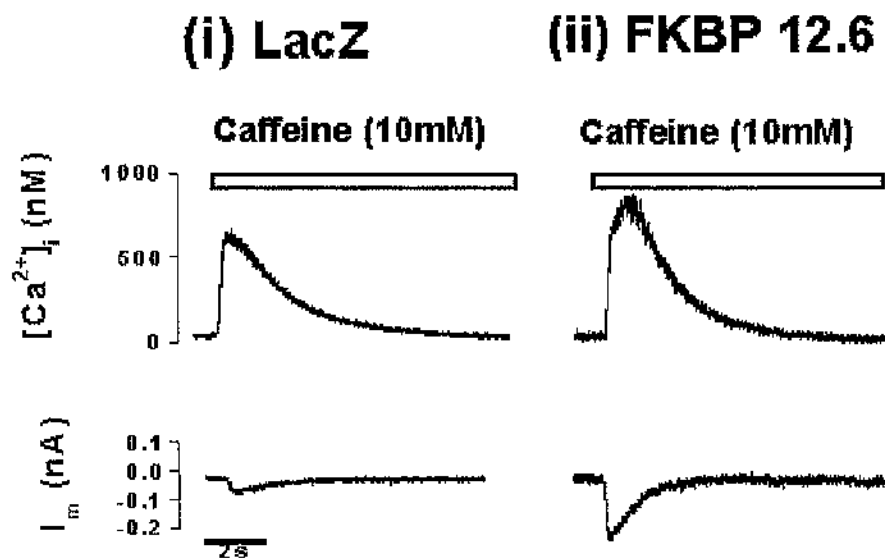 (i) LacZ (ii) FKBP 12.6
Caffeine (10mM) Caffeine (10mM)
[Ca2+]i (nM)
1000
500
0
Im (nA)
0.1
0.0
-0.1
-0.2
2s